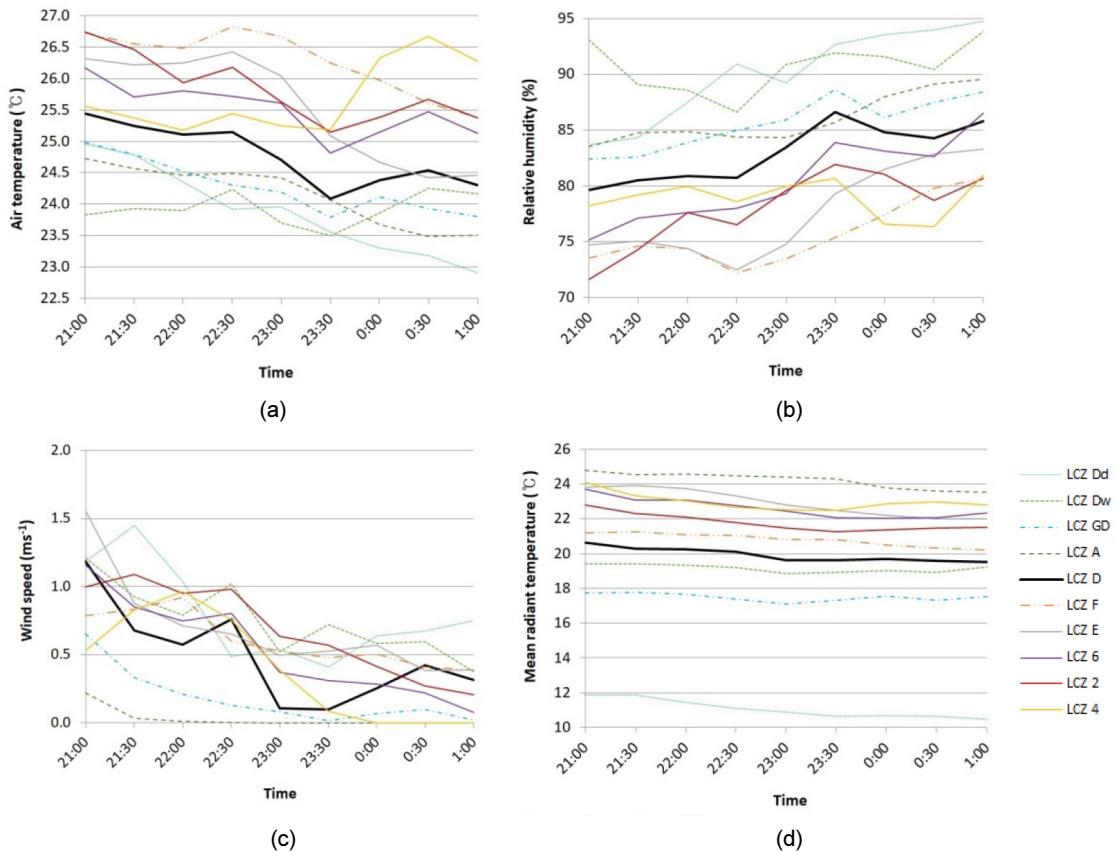 (a)
Air temperature (℃)
27.0
26.5
26.0
25.5
25.0
24.5
24.0
23.5
23.0
22.5
21:00
21:30
22:00
22:30
23:00
23:30
0:00
0:30
1:00
Time
(a)
Relative humidity (%)
95
90
85
80
75
70
21:00
21:30
22:00
22:30
23:00
23:30
0:00
0:30
1:00
Time
(b)
Wind speed (ms⁻¹)
2.0
1.5
1.0
0.5
0.0
21:00
21:30
22:00
22:30
23:00
23:30
0:00
0:30
1:00
Time
(c)
Mean radiant temperature (℃)
26
24
22
20
18
16
14
12
10
21:00
21:30
22:00
22:30
23:00
23:30
0:00
0:30
1:00
Time
(d)
LCZ Dd
LCZ Dw
LCZ GD
LCZ A
LCZ D
LCZ F
LCZ E
LCZ 6
LCZ 2
LCZ 4